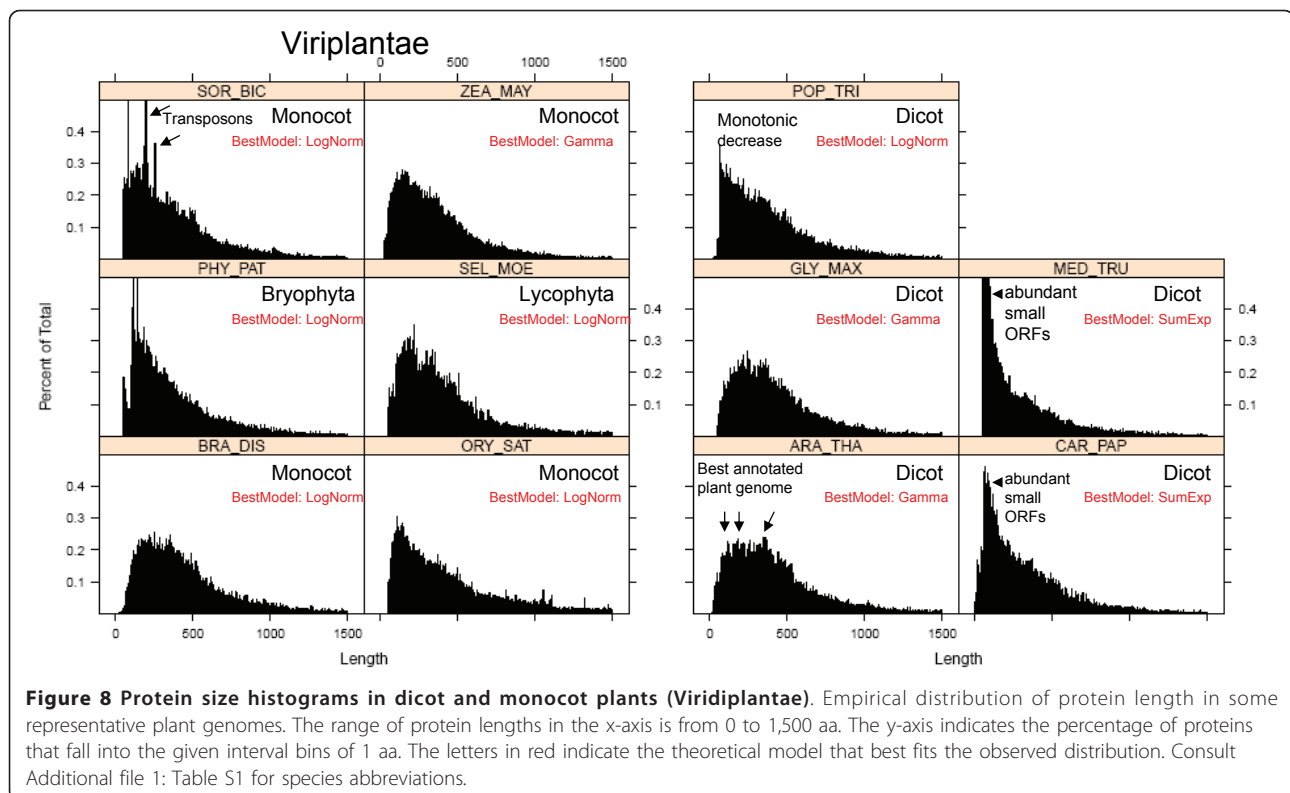 Viriplantae
0 500 1000 1500
SOR_BIC ZEA_MAY POP_TRI
Transposons
Monocot
BestModel: LogNorm
Monocot
BestModel: Gamma
Monotonic
decrease
Dicot
BestModel: LogNorm
0.4
0.3
0.2
0.1
PHY_PAT SEL_MOE GLY_MAX MED_TRU
Bryophyta
BestModel: LogNorm
Lycophyta
BestModel: LogNorm
Dicot
BestModel: Gamma
abundant
small
ORFs
Dicot
BestModel: SumExp
0.4
0.3
0.2
0.1
0.4
0.3
0.2
0.1
Percent of Total
BRA_DIS ORY_SAT ARA_THA CAR_PAP
Monocot
BestModel: LogNorm
Monocot
BestModel: LogNorm
Best annotated
plant genome
Dicot
BestModel: Gamma
abundant
small
ORFs
Dicot
BestModel: SumExp
0.4
0.3
0.2
0.1
0 500 1000 1500
0 500 1000 1500
Length
Length
Figure 8 Protein size histograms in dicot and monocot plants (Viridiplantae). Empirical distribution of protein length in some
representative plant genomes. The range of protein lengths in the x-axis is from 0 to 1,500 aa. The y-axis indicates the percentage of proteins
that fall into the given interval bins of 1 aa. The letters in red indicate the theoretical model that best fits the observed distribution. Consult
Additional file 1: Table S1 for species abbreviations.